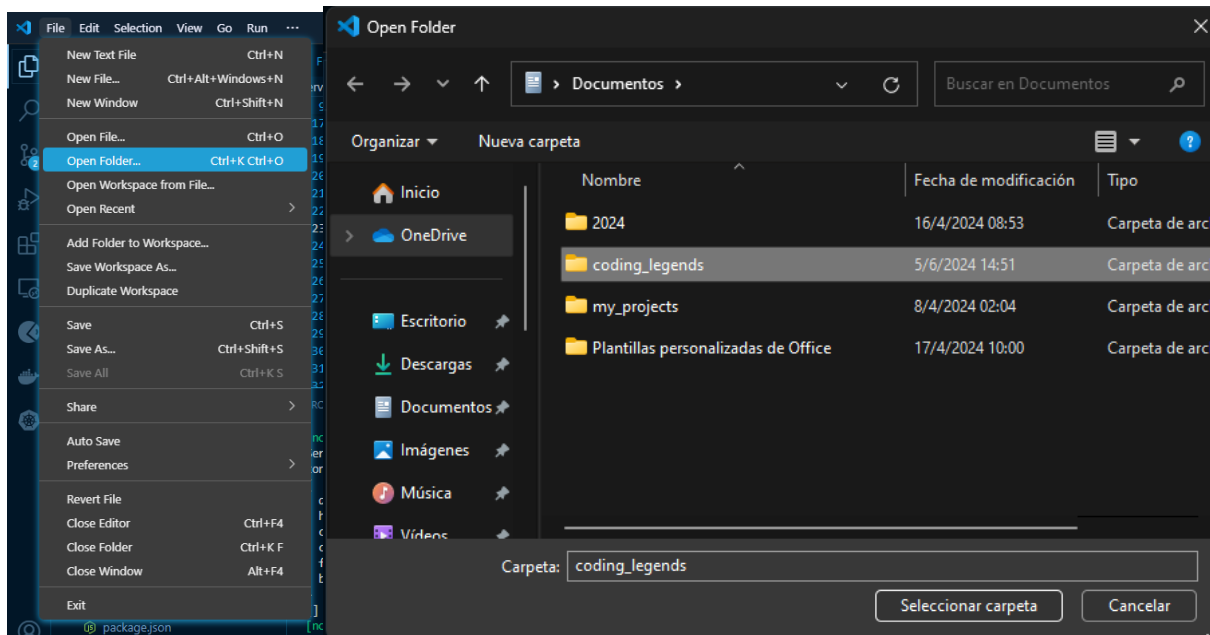 File Edit Selection View Go Run ···
New Text File Ctrl+N
New File... Ctrl+Alt+Windows+N
New Window Ctrl+Shift+N
Open File... Ctrl+O
Open Folder... Ctrl+K Ctrl+O
Open Workspace from File...
Open Recent
Add Folder to Workspace...
Save Workspace As...
Duplicate Workspace
Save Ctrl+S
Save As... Ctrl+Shift+S
Save All Ctrl+K S
Share
Auto Save
Preferences
Revert File
Close Editor Ctrl+F4
Close Folder Ctrl+K F
Close Window Alt+F4
Exit
package.json
2
Open Folder
Documentos
Buscar en Documentos
Organizar Nueva carpeta
?
Inicio
OneDrive
Escritorio
Descargas
Documentos
Imágenes
Música
Vídeos
Nombre Fecha de modificación Tipo
2024 16/4/2024 08:53 Carpeta de arc
coding_legends 5/6/2024 14:51 Carpeta de arc
my_projects 8/4/2024 02:04 Carpeta de arc
Plantillas personalizadas de Office 17/4/2024 10:00 Carpeta de arc
Carpeta: coding_legends
Seleccionar carpeta Cancelar